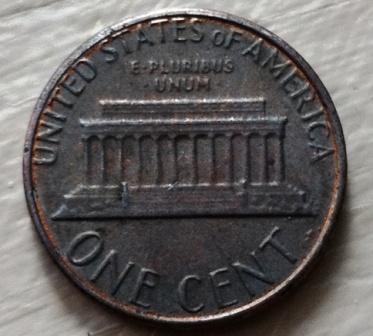 UNITED STATES OF AMERICA
E·PLURIBUS
UNUM
ONE CENT